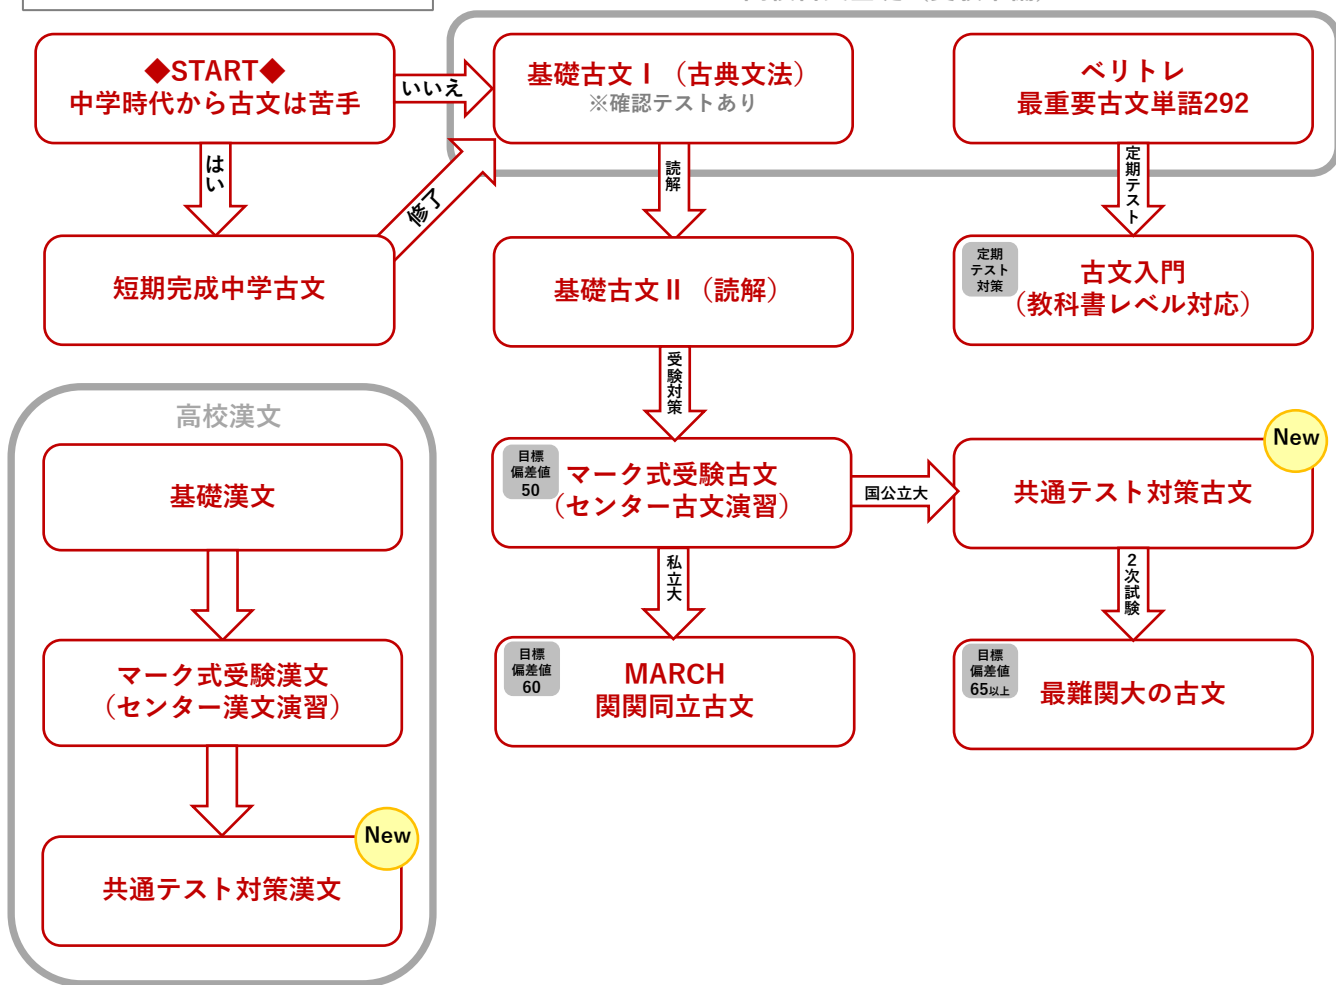 ◆START◆
中学時代から古文は苦手
いいえ
基礎古文Ⅰ（古典文法）
※確認テストあり
ベリトレ
最重要古文単語292
はい
修了
読解
定期テスト
短期完成中学古文
基礎古文Ⅱ（読解）
定期
テスト
対策
古文入門
（教科書レベル対応）
受験対策
高校漢文
基礎漢文
目標
偏差値
50
マーク式受験古文
（センター古文演習）
国公立大
New
共通テスト対策古文
私立大
2次試験
マーク式受験漢文
（センター漢文演習）
目標
偏差値
60
MARCH
関関同立古文
目標
偏差値
65以上
最難関大の古文
New
共通テスト対策漢文